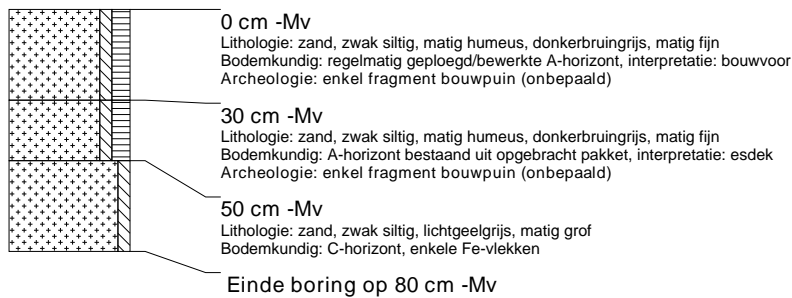 0 cm -Mv
Lithologie: zand, zwak siltig, matig humeus, donkerbruingrijs, matig fijn
Bodemkundig: regelmatig geploegd/bewerkte A-horizont, interpretatie: bouwvoor
Archeologie: enkel fragment bouwpuin (onbepaald)
30 cm -Mv
Lithologie: zand, zwak siltig, matig humeus, donkerbruingrijs, matig fijn
Bodemkundig: A-horizont bestaand uit opgebracht pakket, interpretatie: esdek
Archeologie: enkel fragment bouwpuin (onbepaald)
50 cm -Mv
Lithologie: zand, zwak siltig, lichtgeelgrijs, matig grof
Bodemkundig: C-horizont, enkele Fe-vlekken
Einde boring op 80 cm -Mv